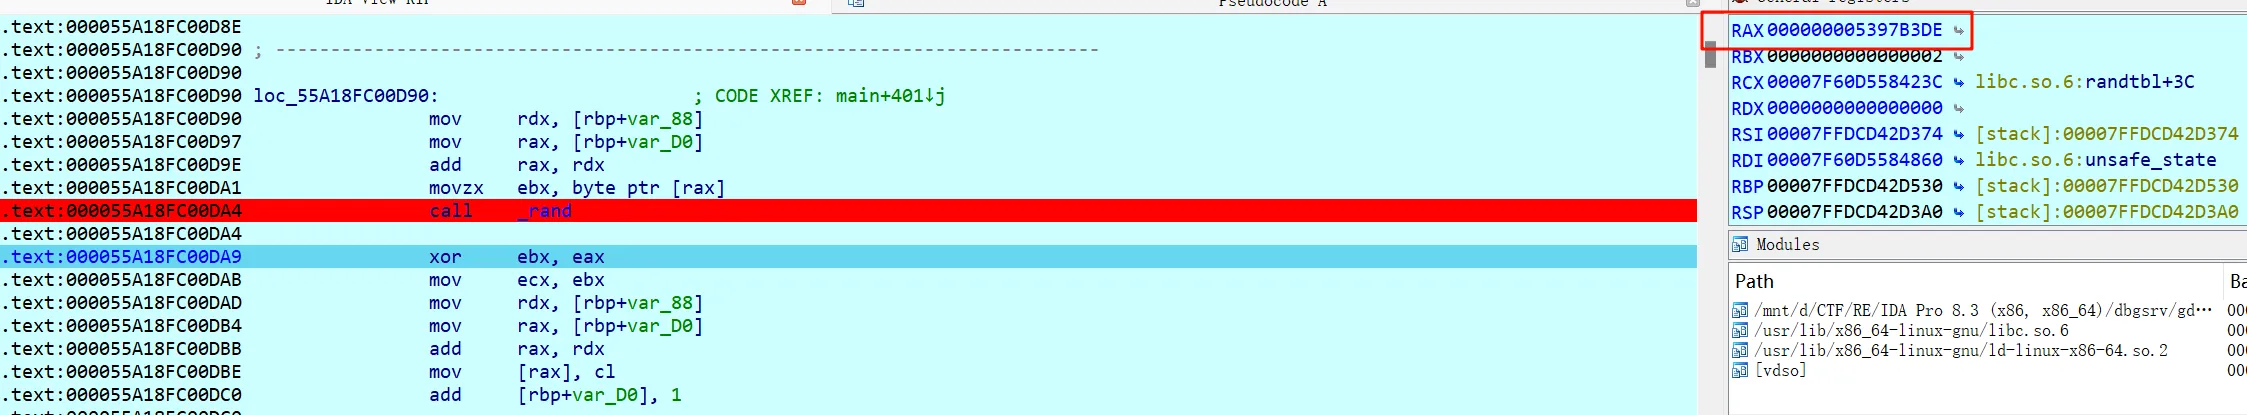 IDA View-RIP
Pseudocode A
General registers
.text:000055A18FC00D8E
.text:000055A18FC00D90 ; ---------------------------------------------------------------------------
.text:000055A18FC00D90
.text:000055A18FC00D90 loc_55A18FC00D90: ; CODE XREF: main+401↓j
.text:000055A18FC00D90 mov rdx, [rbp+var_88]
.text:000055A18FC00D97 mov rax, [rbp+var_D0]
.text:000055A18FC00D9E add rax, rdx
.text:000055A18FC00DA1 movzx ebx, byte ptr [rax]
.text:000055A18FC00DA4 call _rand
.text:000055A18FC00DA4
.text:000055A18FC00DA9 xor ebx, eax
.text:000055A18FC00DAB mov ecx, ebx
.text:000055A18FC00DAD mov rdx, [rbp+var_88]
.text:000055A18FC00DB4 mov rax, [rbp+var_D0]
.text:000055A18FC00DBB add rax, rdx
.text:000055A18FC00DBE mov [rax], cl
.text:000055A18FC00DC0 add [rbp+var_D0], 1
RAX 000000005397B3DE
RBX 0000000000000002
RCX 00007F60D558423C libc.so.6:randtbl+3C
RDX 0000000000000000
RSI 00007FFDCD42D374 [stack]:00007FFDCD42D374
RDI 00007F60D5584860 libc.so.6:unsafe_state
RBP 00007FFDCD42D530 [stack]:00007FFDCD42D530
RSP 00007FFDCD42D3A0 [stack]:00007FFDCD42D3A0
Modules
Path Ba
/mnt/d/CTF/RE/IDA Pro 8.3 (x86, x86_64)/dbgsrv/gd… 00
/usr/lib/x86_64-linux-gnu/libc.so.6 00
/usr/lib/x86_64-linux-gnu/ld-linux-x86-64.so.2 00
[vdso] 00